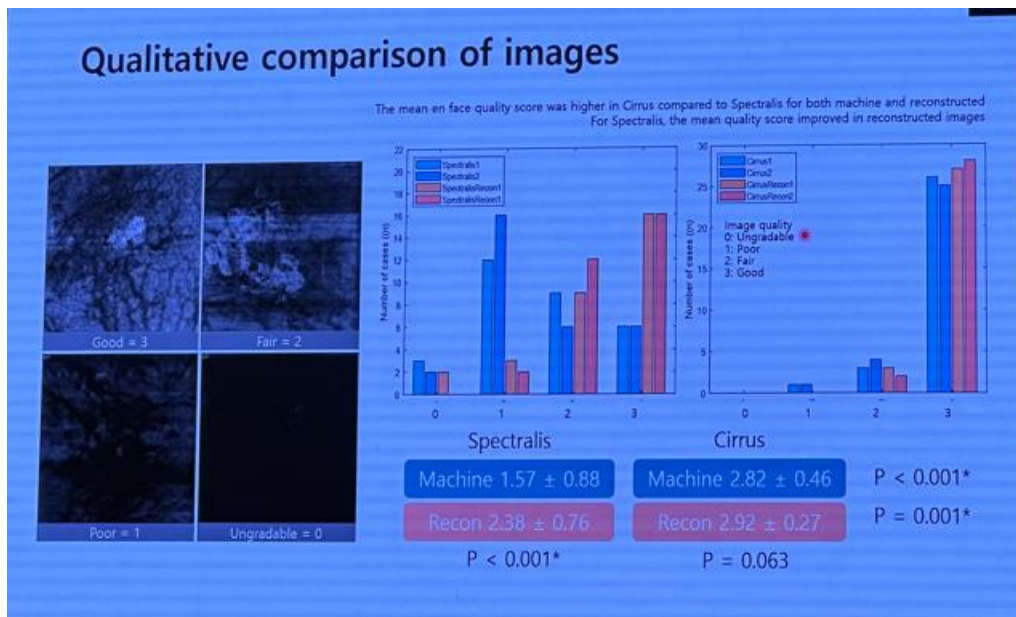 Qualitative comparison of images
The mean en face quality score was higher in Cirrus compared to Spectralis for both machine and reconstructed
For Spectralis, the mean quality score improved in reconstructed images
Good = 3
Fair = 2
Poor = 1
Ungradable = 0
22
20
18
16
14
12
10
8
6
4
2
0
Number of cases (n)
Spectralis1
Spectralis2
SpectralisRecon1
SpectralisRecon1
0 1 2 3
Spectralis
30
25
20
15
10
5
0
Number of cases (n)
Cirrus1
Cirrus2
CirrusRecon1
CirrusRecon2
Image quality
0: Ungradable
1: Poor
2: Fair
3: Good
0 1 2 3
Cirrus
Machine 1.57 ± 0.88
Machine 2.82 ± 0.46
P < 0.001*
Recon 2.38 ± 0.76
Recon 2.92 ± 0.27
P = 0.001*
P < 0.001*
P = 0.063